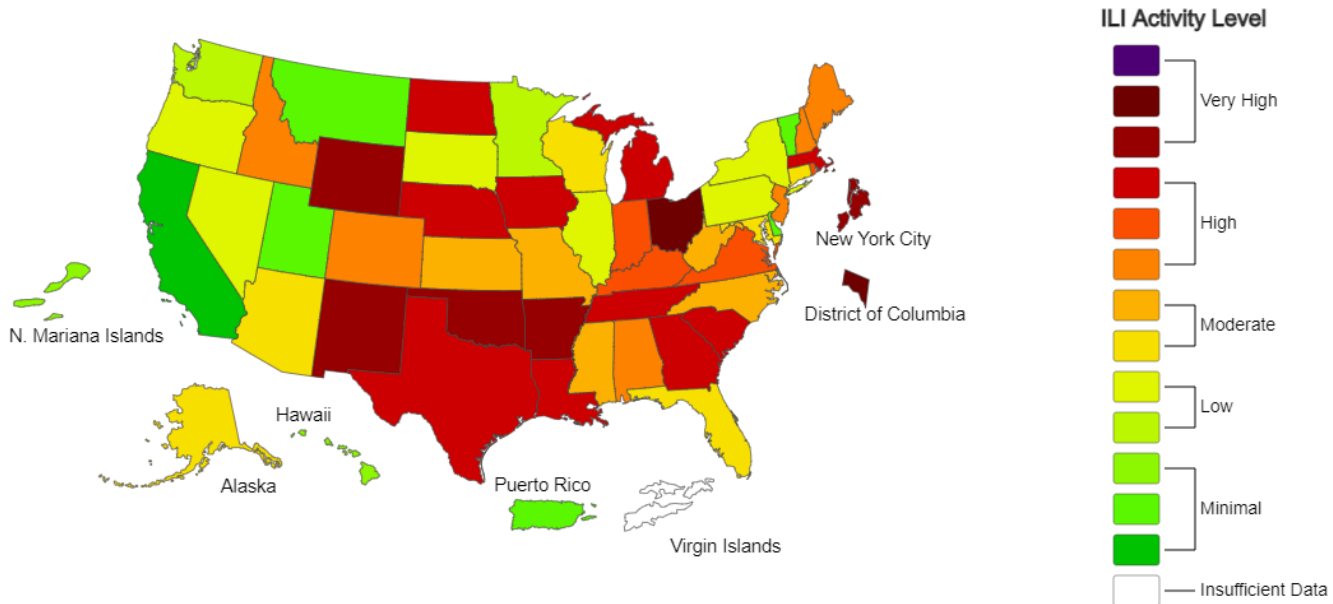 ILI Activity Level
Very High
High
Moderate
Low
Minimal
Insufficient Data
New York City
District of Columbia
N. Mariana Islands
Hawaii
Alaska
Puerto Rico
Virgin Islands